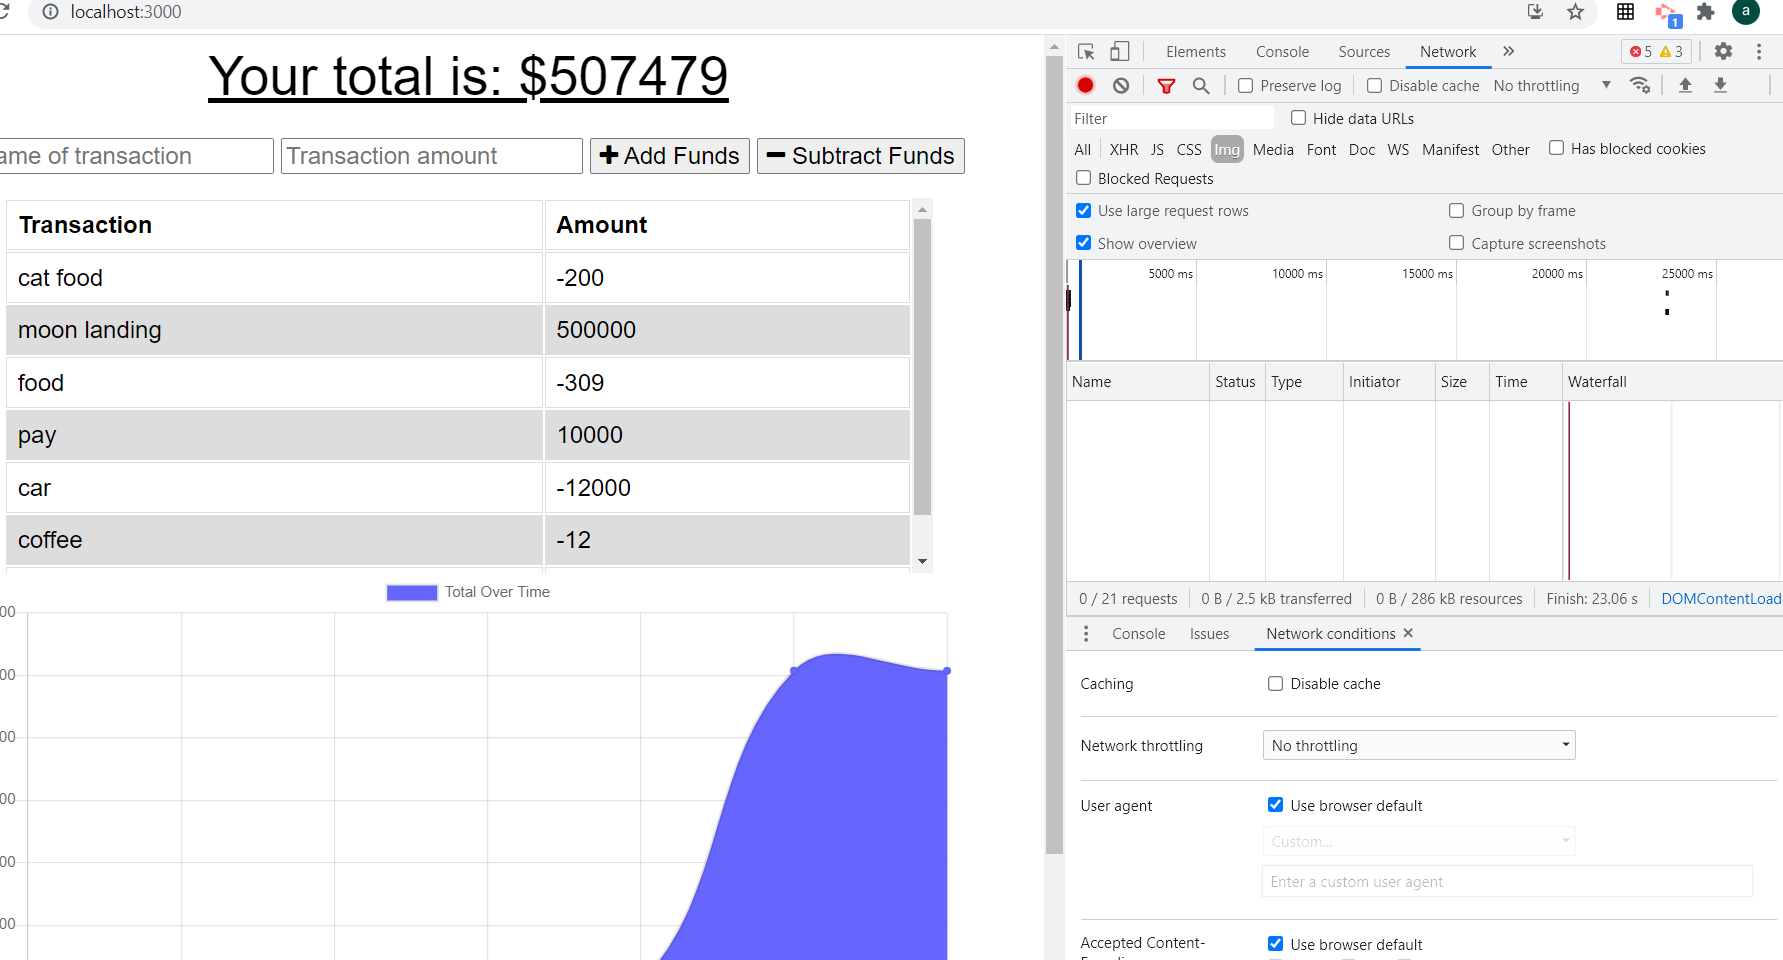 localhost:3000
a
1
Your total is: $507479
ame of transaction
Transaction amount
Add Funds
Subtract Funds
Transaction Amount
cat food -200
moon landing 500000
food -309
pay 10000
car -12000
coffee -12
Total Over Time
00
00
00
00
00
00
Elements Console Sources Network » 5 3
Preserve log Disable cache No throttling
Filter Hide data URLs
All XHR JS CSS Img Media Font Doc WS Manifest Other Has blocked cookies
Blocked Requests
Use large request rows Group by frame
Show overview Capture screenshots
5000 ms 10000 ms 15000 ms 20000 ms 25000 ms
Name Status Type Initiator Size Time Waterfall
0 / 21 requests 0 B / 2.5 kB transferred 0 B / 286 kB resources Finish: 23.06 s DOMContentLoad
Console Issues Network conditions ×
Caching Disable cache
Network throttling No throttling
User agent Use browser default
Custom...
Enter a custom user agent
Accepted Content- Use browser default